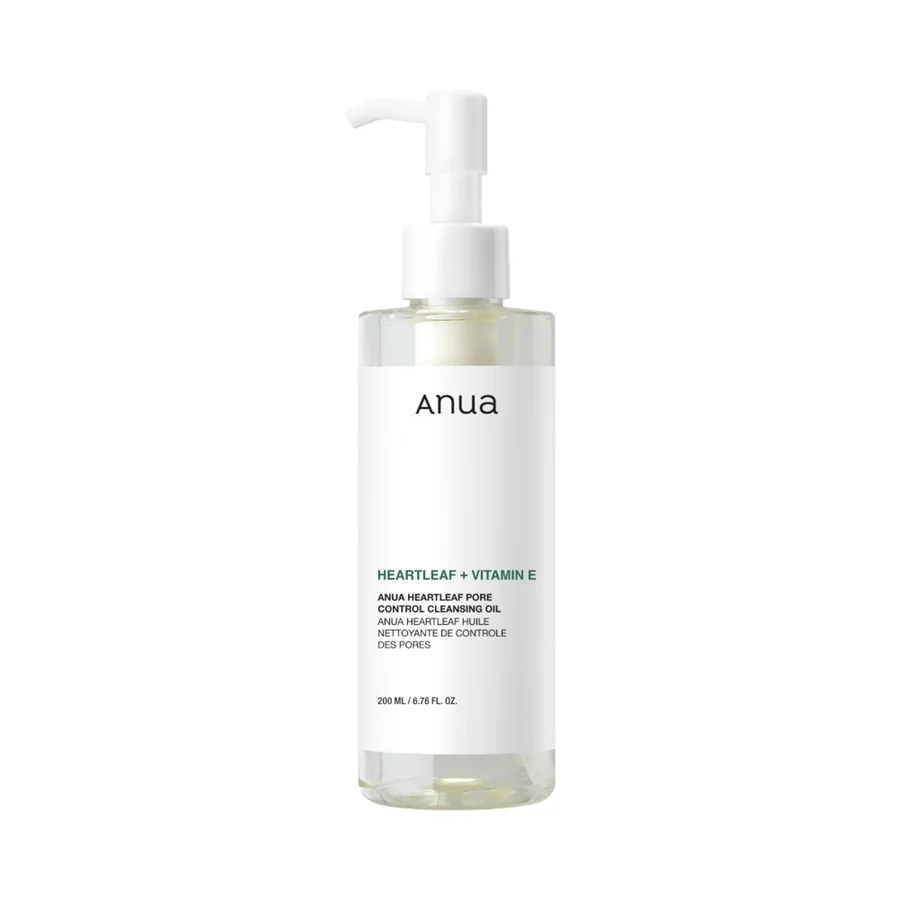 Anua
HEARTLEAF + VITAMIN E
ANUA HEARTLEAF PORE
CONTROL CLEANSING OIL
ANUA HEARTLEAF HUILE
NETTOYANTE DE CONTROLE
DES PORES
200 ML / 6.76 FL. OZ.